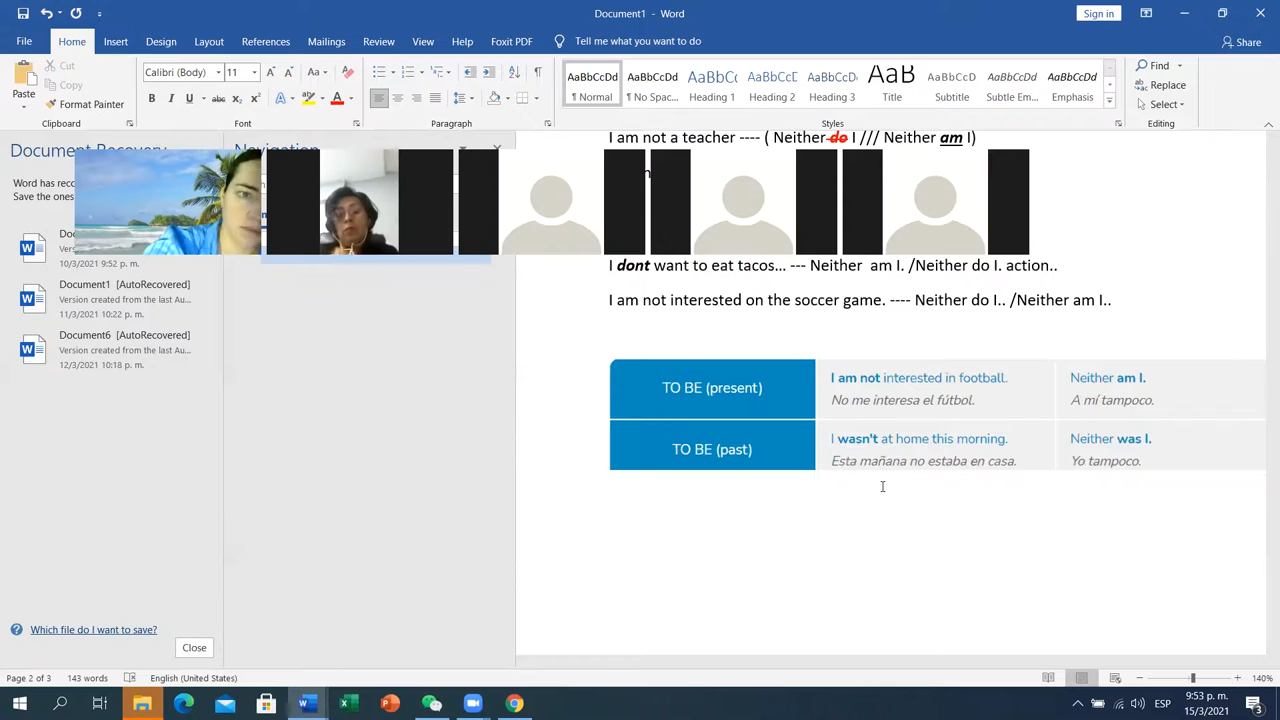 Document1 - Word
Sign in
File Home Insert Design Layout References Mailings Review View Help Foxit PDF Tell me what you want to do Share
Paste
Cut
Copy
Format Painter
Clipboard
Calibri (Body) 11
Font
Paragraph
AaBbCcDd AaBbCcDd AaBbCc AaBbCcD AaBbCcDd AaB AaBbCcD AaBbCcDd AaBbCcDd
¶ Normal ¶ No Spac... Heading 1 Heading 2 Heading 3 Title Subtitle Subtle Em... Emphasis
Styles
Find
Replace
Select
Editing
Word has rec
Save the ones
10/3/2021 9:52 p. m.
Document1 [AutoRecovered]
Version created from the last Au...
11/3/2021 10:22 p. m.
Document6 [AutoRecovered]
Version created from the last Au...
12/3/2021 10:18 p. m.
Which file do I want to save?
Close
I am not a teacher ---- ( Neither do I /// Neither am I)
I dont want to eat tacos... --- Neither am I. /Neither do I. action..
I am not interested on the soccer game. ---- Neither do I.. /Neither am I..
TO BE (present) I am not interested in football. Neither am I.
No me interesa el fútbol. A mí tampoco.
TO BE (past) I wasn't at home this morning. Neither was I.
Esta mañana no estaba en casa. Yo tampoco.
Page 2 of 3 143 words English (United States) 140%
ESP
9:53 p. m.
15/3/2021
3